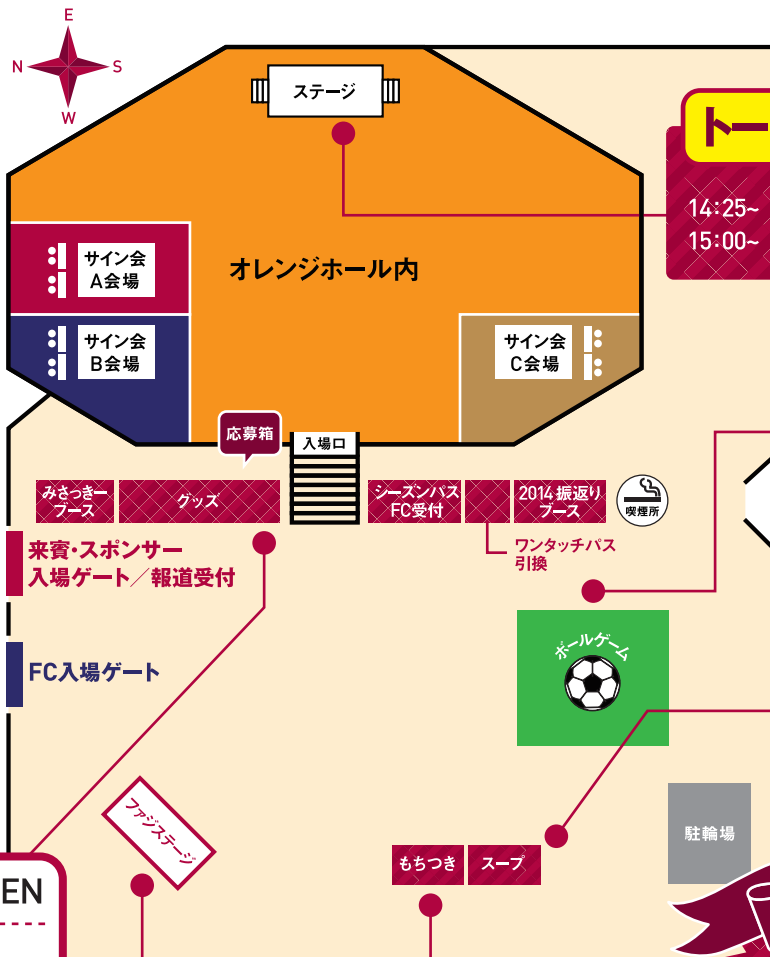 E
N
S
W
ステージ
トー
14:25~
15:00~
サイン会
A会場
オレンジホール内
サイン会
B会場
サイン会
C会場
応募箱
入場口
みさっきー
ブース
グッズ
シーズンパス
FC受付
2014振返り
ブース
喫煙所
ワンタッチパス
引換
来賓・スポンサー
入場ゲート／報道受付
FC入場ゲート
ボールゲーム
ファジステージ
もちつき
スープ
駐輪場
EN